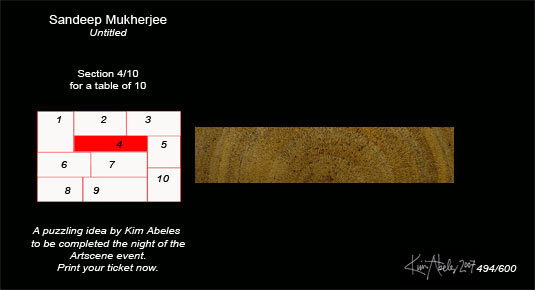 Sandeep Mukherjee
Untitled
Section 4/10
for a table of 10
1 2 3
4 5
6 7
8 9 10
A puzzling idea by Kim Abeles
to be completed the night of the
Artscene event.
Print your ticket now.
Kim Abeles 2007 494/600